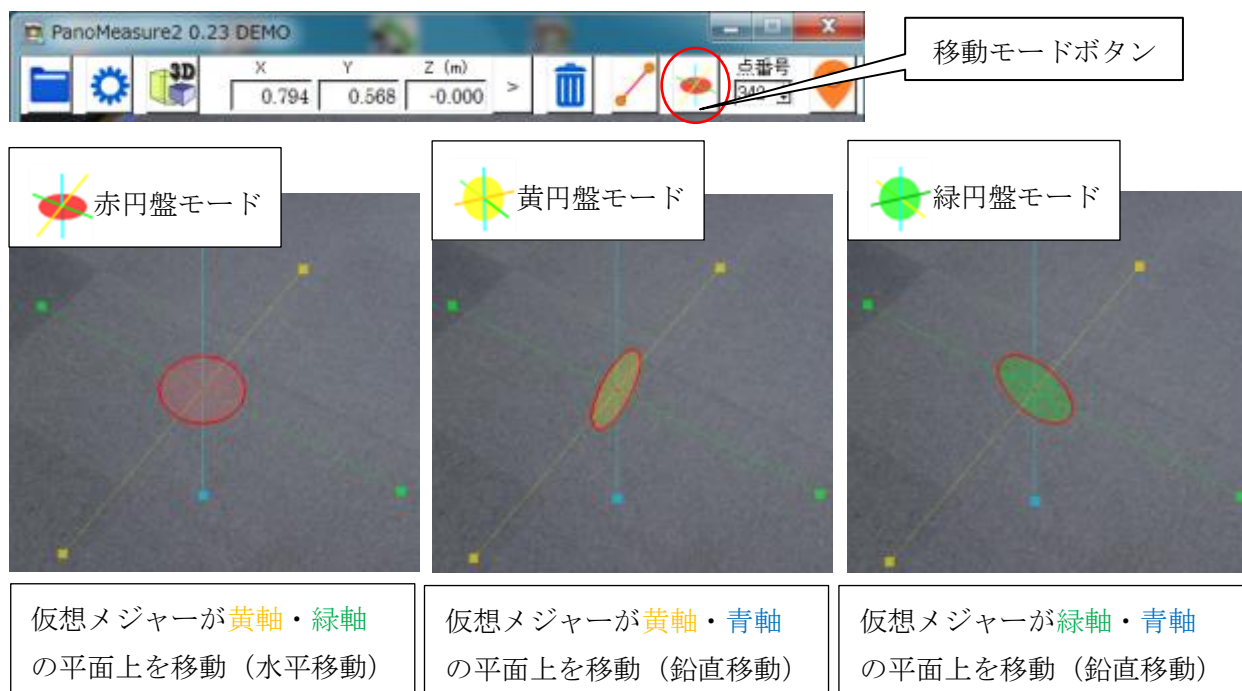 PanoMeasure2 0.23 DEMO
移動モードボタン
3D
X Y Z (m)
点番号
0.794 0.568 -0.000 >
342
赤円盤モード
黄円盤モード
緑円盤モード
仮想メジャーが黄軸・緑軸
の平面上を移動（水平移動）
仮想メジャーが黄軸・青軸
の平面上を移動（鉛直移動）
仮想メジャーが緑軸・青軸
の平面上を移動（鉛直移動）